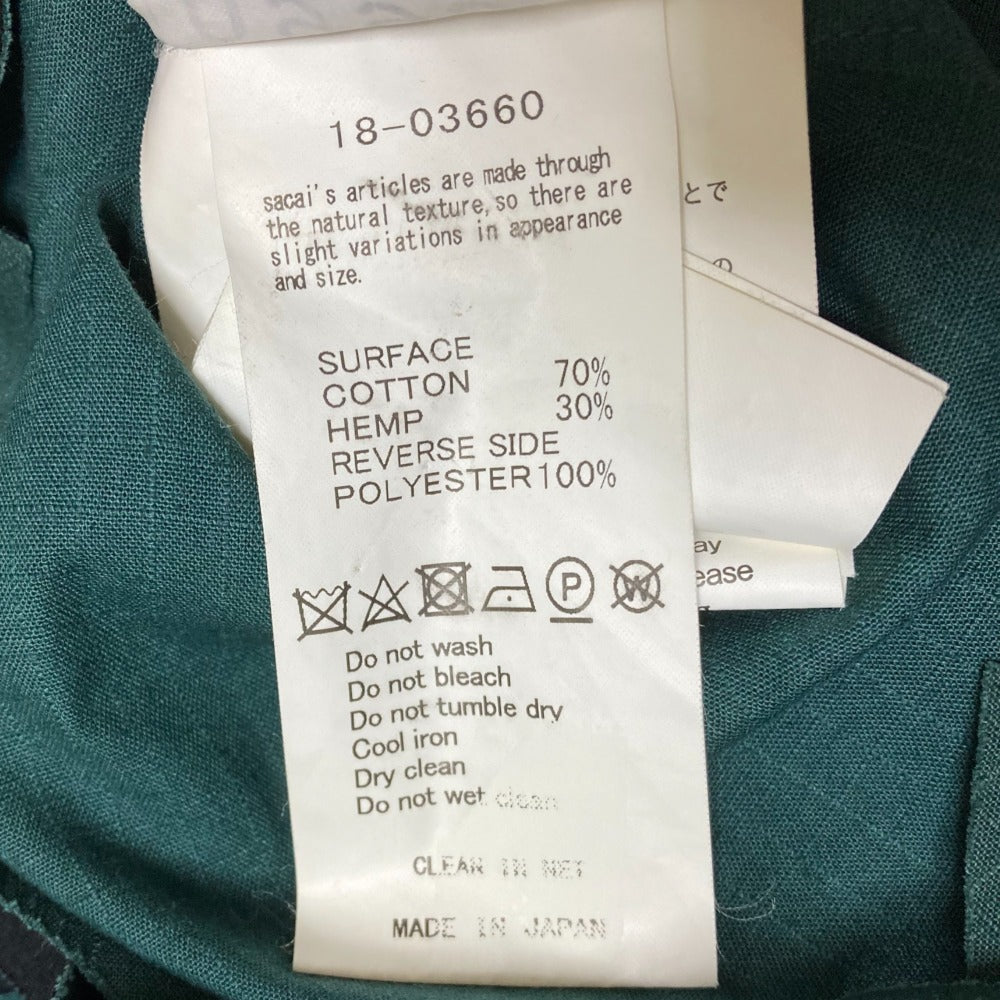 18-03660
sacai's articles are made through
the natural texture,so there are
slight variations in appearance
and size.
とで
の
SURFACE
COTTON 70%
HEMP 30%
REVERSE SIDE
POLYESTER100%
ay
ease
P
W
Do not wash
Do not bleach
Do not tumble dry
Cool iron
Dry clean
Do not wet clean
CLEAN IN NET
MADE IN JAPAN